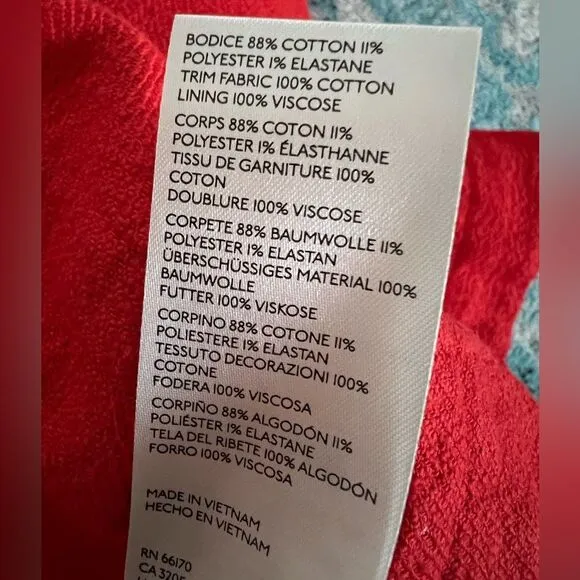 BODICE 88% COTTON 11%
POLYESTER 1% ELASTANE
TRIM FABRIC 100% COTTON
LINING 100% VISCOSE
CORPS 88% COTON 11%
POLYESTER 1% ÉLASTHANNE
TISSU DE GARNITURE 100%
COTON
DOUBLURE 100% VISCOSE
CORPETE 88% BAUMWOLLE 11%
POLYESTER 1% ELASTAN
ÜBERSCHÜSSIGES MATERIAL 100%
BAUMWOLLE
FUTTER 100% VISKOSE
CORPINO 88% COTONE 11%
POLIESTERE 1% ELASTAN
TESSUTO DECORAZIONI 100%
COTONE
FODERA 100% VISCOSA
CORPIÑO 88% ALGODÓN 11%
POLIÉSTER 1% ELASTANE
TELA DEL RIBETE 100% ALGODÓN
FORRO 100% VISCOSA
MADE IN VIETNAM
HECHO EN VIETNAM
RN 66170
CA